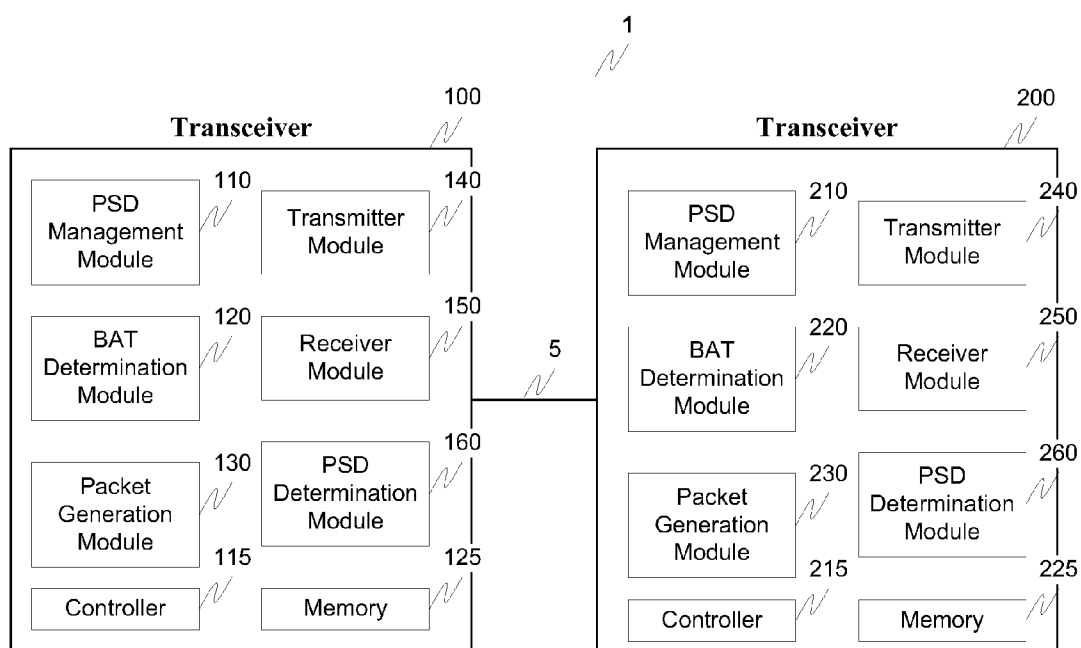 1
100
Transceiver
110
PSD
Management
Module
140
Transmitter
Module
120
BAT
Determination
Module
150
Receiver
Module
130
Packet
Generation
Module
160
PSD
Determination
Module
115
Controller
125
Memory
5
200
Transceiver
210
PSD
Management
Module
240
Transmitter
Module
220
BAT
Determination
Module
250
Receiver
Module
230
Packet
Generation
Module
260
PSD
Determination
Module
215
Controller
225
Memory